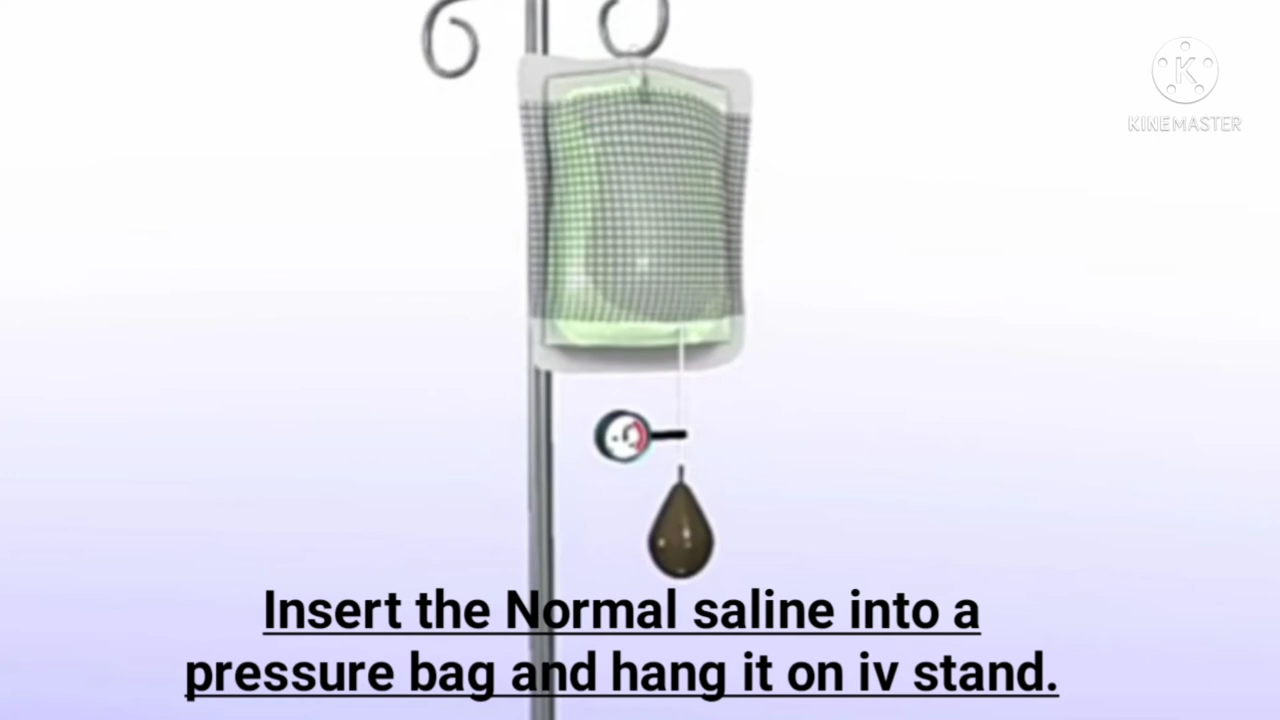 KINEMASTER
Insert the Normal saline into a
pressure bag and hang it on iv stand.